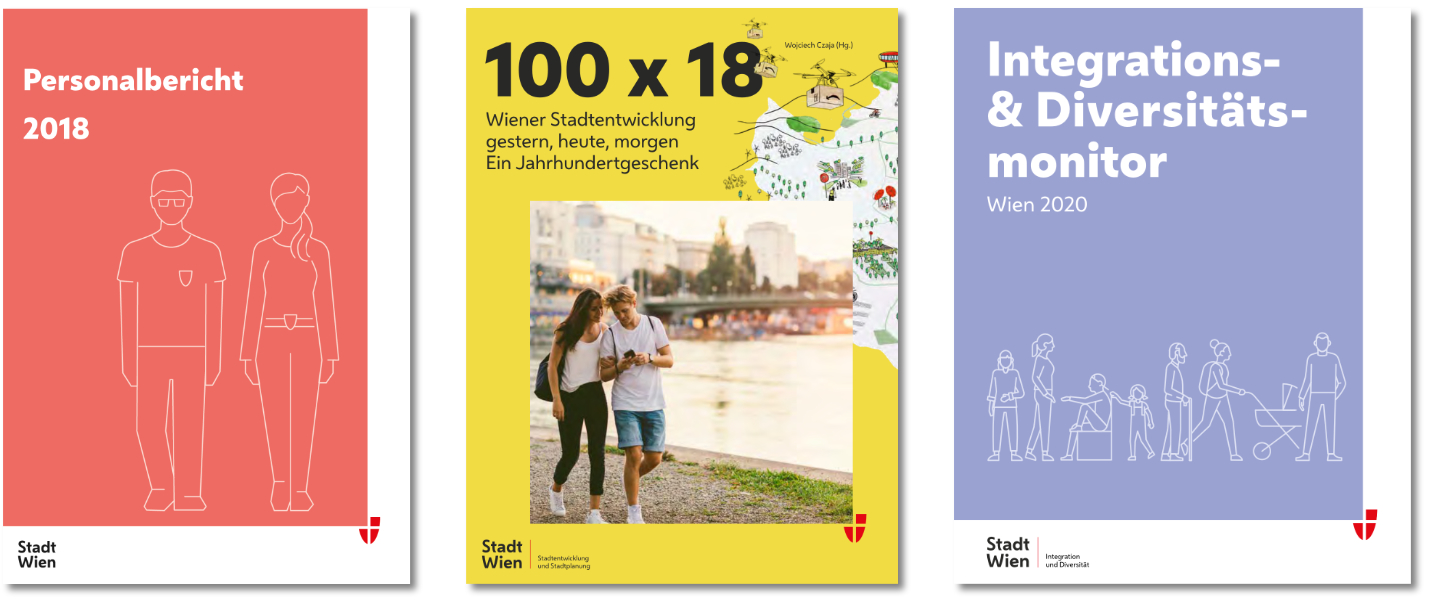 Personalbericht
2018
Stadt
Wien
Wojciech Czaja (Hg.)
100 x 18
Wiener Stadtentwicklung
gestern, heute, morgen
Ein Jahrhundertgeschenk
Stadt
Wien
Stadtentwicklung
und Stadtplanung
Integrations-
& Diversitäts-
monitor
Wien 2020
Stadt
Wien
Integration
und Diversität